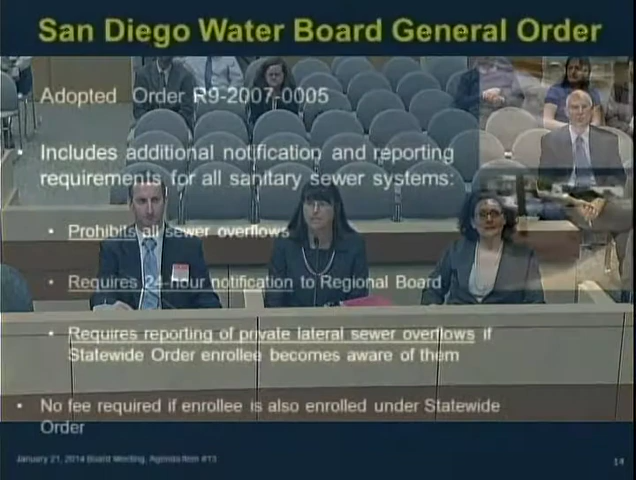 San Diego Water Board General Order
Adopted Order R9-2007-0005
• Includes additional notification and reporting
requirements for all sanitary sewer systems:
• Prohibits all sewer overflows
• Requires 24-hour notification to Regional Board
• Requires reporting of private lateral sewer overflows if
Statewide Order enrollee becomes aware of them
• No fee required if enrollee is also enrolled under Statewide
Order
January 21, 2014 Board Meeting, Agenda Item #13
14